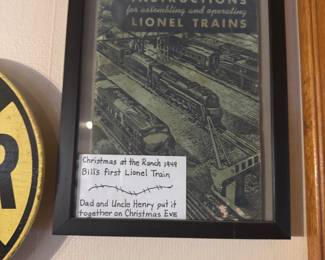 INSTRUCTIONS
for assembling and operating
LIONEL TRAINS
Christmas at the Ranch 1949
Bill's first Lionel Train
Dad and Uncle Henry put it
together on Christmas Eve
R